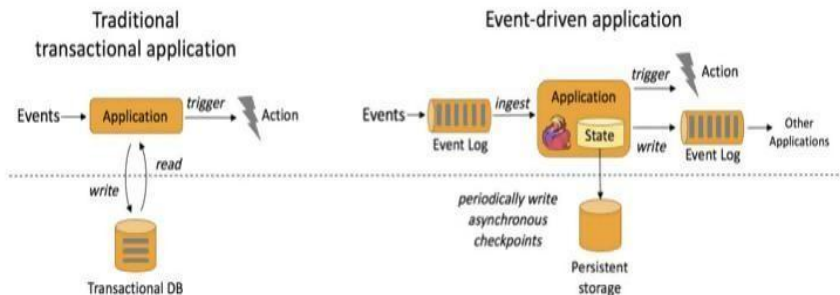 Traditional
transactional application
Events
Application
trigger
Action
write
read
Transactional DB
Event-driven application
Events
Event Log
ingest
Application
State
trigger
Action
write
Event Log
Other
Applications
periodically write
asynchronous
checkpoints
Persistent
storage